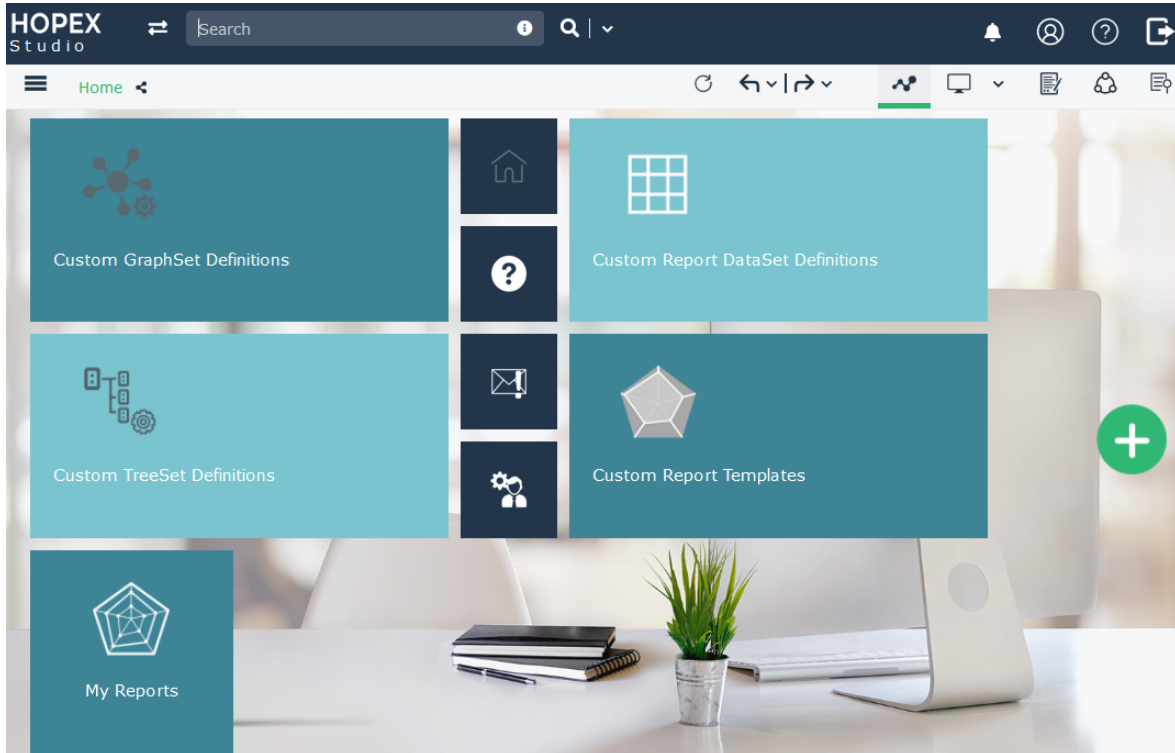 HOPEX
Studio
Search
Home
Custom GraphSet Definitions
Custom Report DataSet Definitions
Custom TreeSet Definitions
Custom Report Templates
My Reports